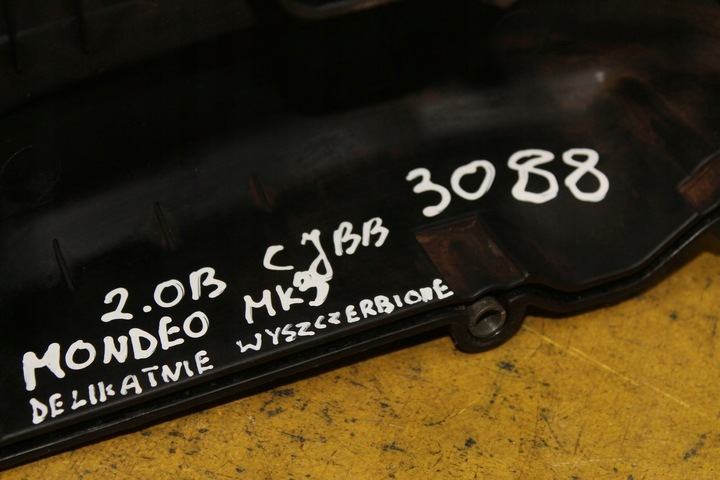 2.0B CJBB 3088
MONDEO MK3
DELIKATNIE WYSZCZERBIONE